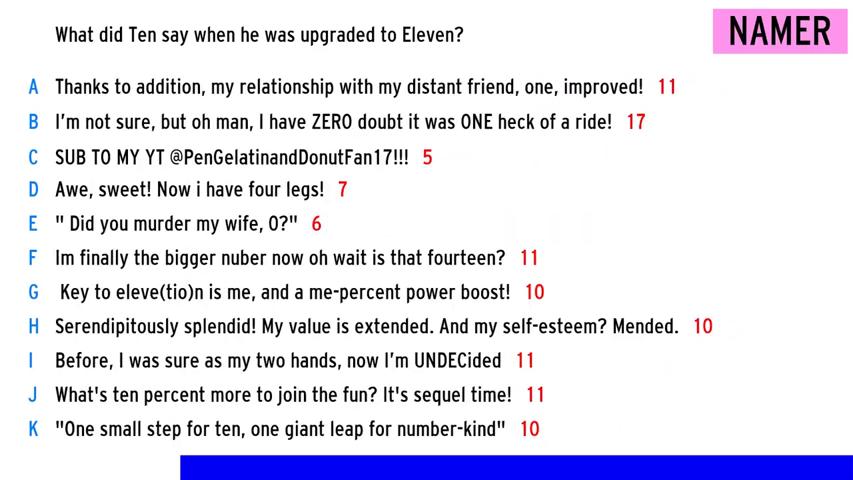 What did Ten say when he was upgraded to Eleven?
NAMER
A Thanks to addition, my relationship with my distant friend, one, improved! 11
B I'm not sure, but oh man, I have ZERO doubt it was ONE heck of a ride! 17
C SUB TO MY YT @PenGelatinandDonutFan17!!! 5
D Awe, sweet! Now i have four legs! 7
E " Did you murder my wife, 0?" 6
F Im finally the bigger nuber now oh wait is that fourteen? 11
G Key to eleve(tio)n is me, and a me-percent power boost! 10
H Serendipitously splendid! My value is extended. And my self-esteem? Mended. 10
I Before, I was sure as my two hands, now I'm UNDECided 11
J What's ten percent more to join the fun? It's sequel time! 11
K "One small step for ten, one giant leap for number-kind" 10